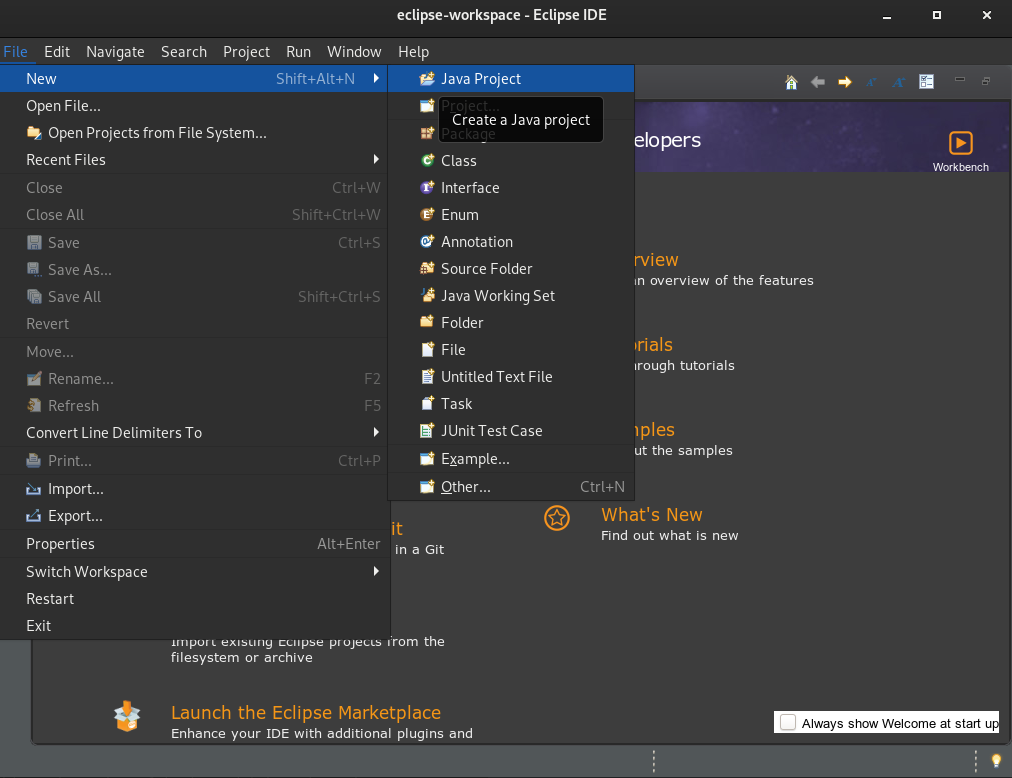 eclipse-workspace - Eclipse IDE
File Edit Navigate Search Project Run Window Help
New Shift+Alt+N
Open File...
Open Projects from File System...
Recent Files
Close Ctrl+W
Close All Shift+Ctrl+W
Save Ctrl+S
Save As...
Save All Shift+Ctrl+S
Revert
Move...
Rename... F2
Refresh F5
Convert Line Delimiters To
Print... Ctrl+P
Import...
Export...
Properties Alt+Enter
Switch Workspace
Restart
Exit
Java Project
Project...
Create a Java project
Package
Class
Interface
Enum
Annotation
Source Folder
Java Working Set
Folder
File
Untitled Text File
Task
JUnit Test Case
Example...
Other... Ctrl+N
elopers
Workbench
rview
n overview of the features
rials
hrough tutorials
ples
ut the samples
What's New
Find out what is new
it
in a Git
Import existing Eclipse projects from the
filesystem or archive
Launch the Eclipse Marketplace
Enhance your IDE with additional plugins and
Always show Welcome at start up